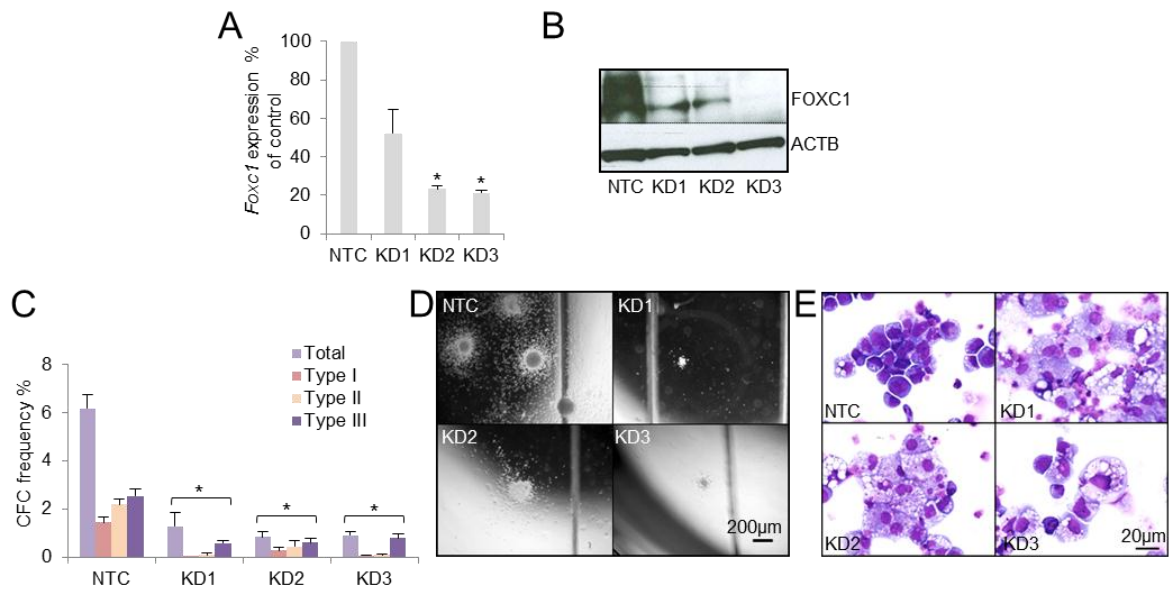 A
Foxc1 expression %
of control
100
80
60
40
20
0
*
*
NTC KD1 KD2 KD3
B
FOXC1
ACTB
NTC KD1 KD2 KD3
C
CFC frequency %
8
6
4
2
0
Total
Type I
Type II
Type III
*
*
*
NTC KD1 KD2 KD3
D
NTC
KD1
KD2
KD3
200μm
E
NTC
KD1
KD2
KD3
20μm